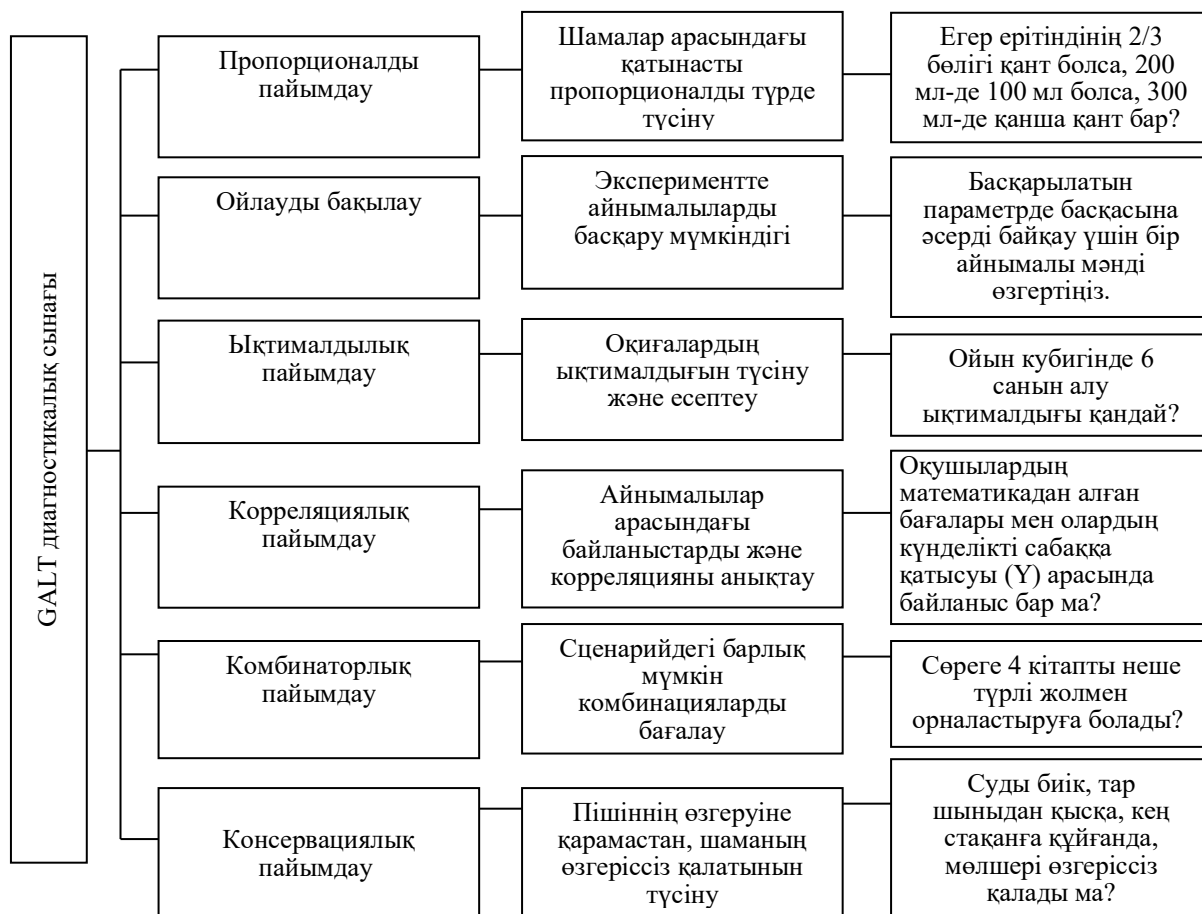 GALT диагностикалық сынағы
Пропорционалды
пайымдау
Шамалар арасындағы
қатынасты
пропорционалды түрде
түсіну
Егер ерітіндінің 2/3
бөлігі қант болса, 200
мл-де 100 мл болса, 300
мл-де қанша қант бар?
Ойлауды бақылау
Экспериментте
айнымалыларды
басқару мүмкіндігі
Басқарылатын
параметрде басқасына
әсерді байқау үшін бір
айнымалы мәнді
өзгертіңіз.
Ықтималдылық
пайымдау
Оқиғалардың
ықтималдығын түсіну
және есептеу
Ойын кубигінде 6
санын алу
ықтималдығы қандай?
Корреляциялық
пайымдау
Айнымалылар
арасындағы
байланыстарды және
корреляцияны анықтау
Оқушылардың
математикадан алған
бағалары мен олардың
күнделікті сабаққа
қатысуы (Y) арасында
байланыс бар ма?
Комбинаторлық
пайымдау
Сценарийдегі барлық
мүмкін
комбинацияларды
бағалау
Сөреге 4 кітапты неше
түрлі жолмен
орналастыруға болады?
Консервациялық
пайымдау
Пішіннің өзгеруіне
қарамастан, шаманың
өзгеріссіз қалатынын
түсіну
Суды биік, тар
шыныдан қысқа, кең
стақанға құйғанда,
мөлшері өзгеріссіз
қалады ма?